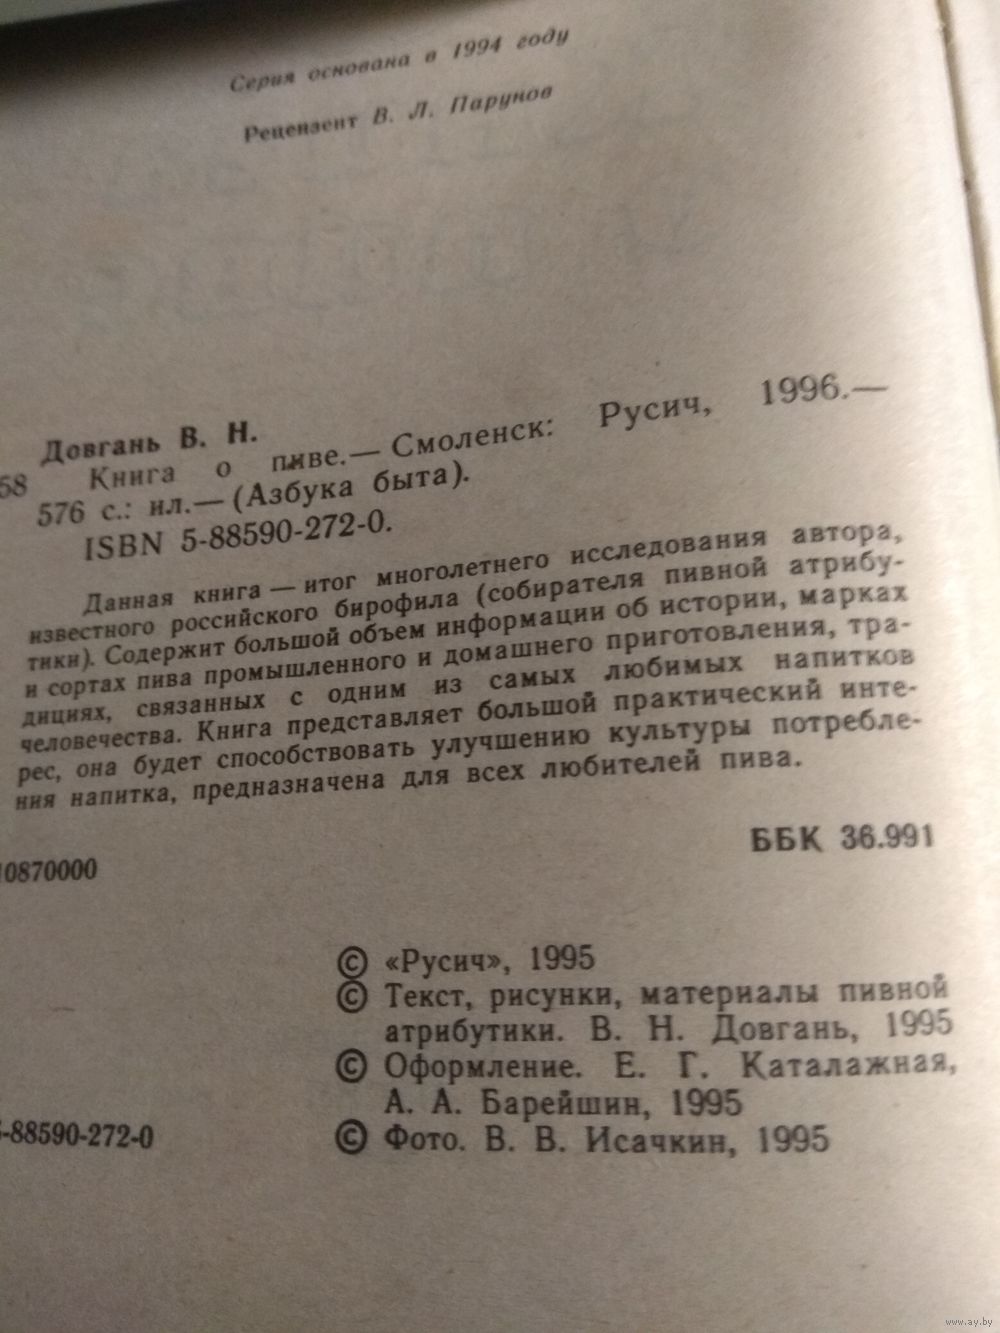 Серия основана в 1994 году
Рецензент В. Л. Парунов
Довгань В. Н.
58 Книга о пиве.— Смоленск: Русич, 1996.—
576 с.: ил.— (Азбука быта).
ISBN 5-88590-272-0.
Данная книга — итог многолетнего исследования автора,
известного российского бирофила (собирателя пивной атрибу-
тики). Содержит большой объем информации об истории, марках
и сортах пива промышленного и домашнего приготовления, тра-
дициях, связанных с одним из самых любимых напитков
человечества. Книга представляет большой практический инте-
рес, она будет способствовать улучшению культуры потребле-
ния напитка, предназначена для всех любителей пива.
ББК 36.991
10870000
© «Русич», 1995
© Текст, рисунки, материалы пивной
атрибутики. В. Н. Довгань, 1995
© Оформление. Е. Г. Каталажная,
А. А. Барейшин, 1995
5-88590-272-0
© Фото. В. В. Исачкин, 1995
www.ay.by